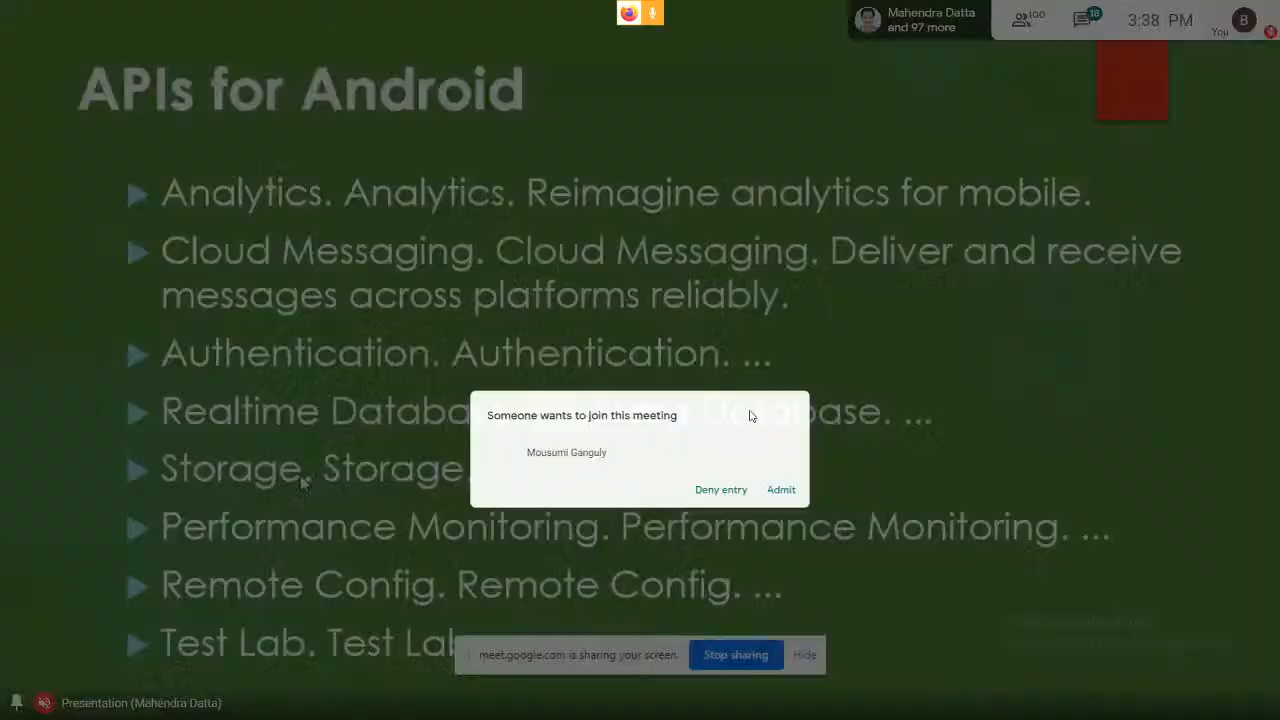 Mahendra Datta
and 97 more
100
18
3:38 PM
You
B
APIs for Android
Analytics. Analytics. Reimagine analytics for mobile.
Cloud Messaging. Cloud Messaging. Deliver and receive
messages across platforms reliably.
Authentication. Authentication. ...
Realtime Database. ...
Someone wants to join this meeting
Mousumi Ganguly
Deny entry
Admit
Storage. Storage.
Performance Monitoring. Performance Monitoring. ...
Remote Config. Remote Config. ...
Test Lab. Test Lab
meet.google.com is sharing your screen.
Stop sharing
Hide
Presentation (Mahendra Datta)